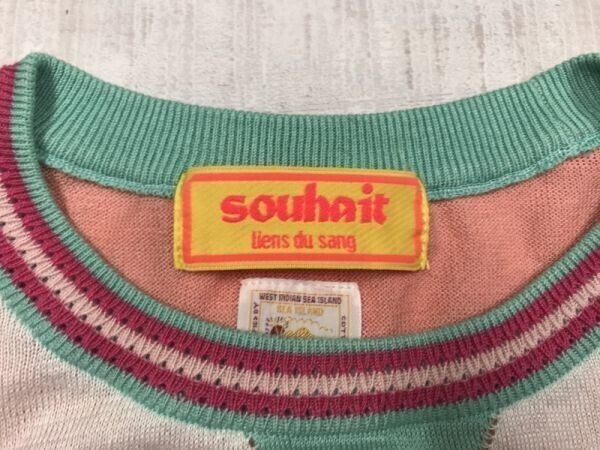 souhait
liens du sang
WEST INDIAN SEA ISLAND
SEA ISLAND